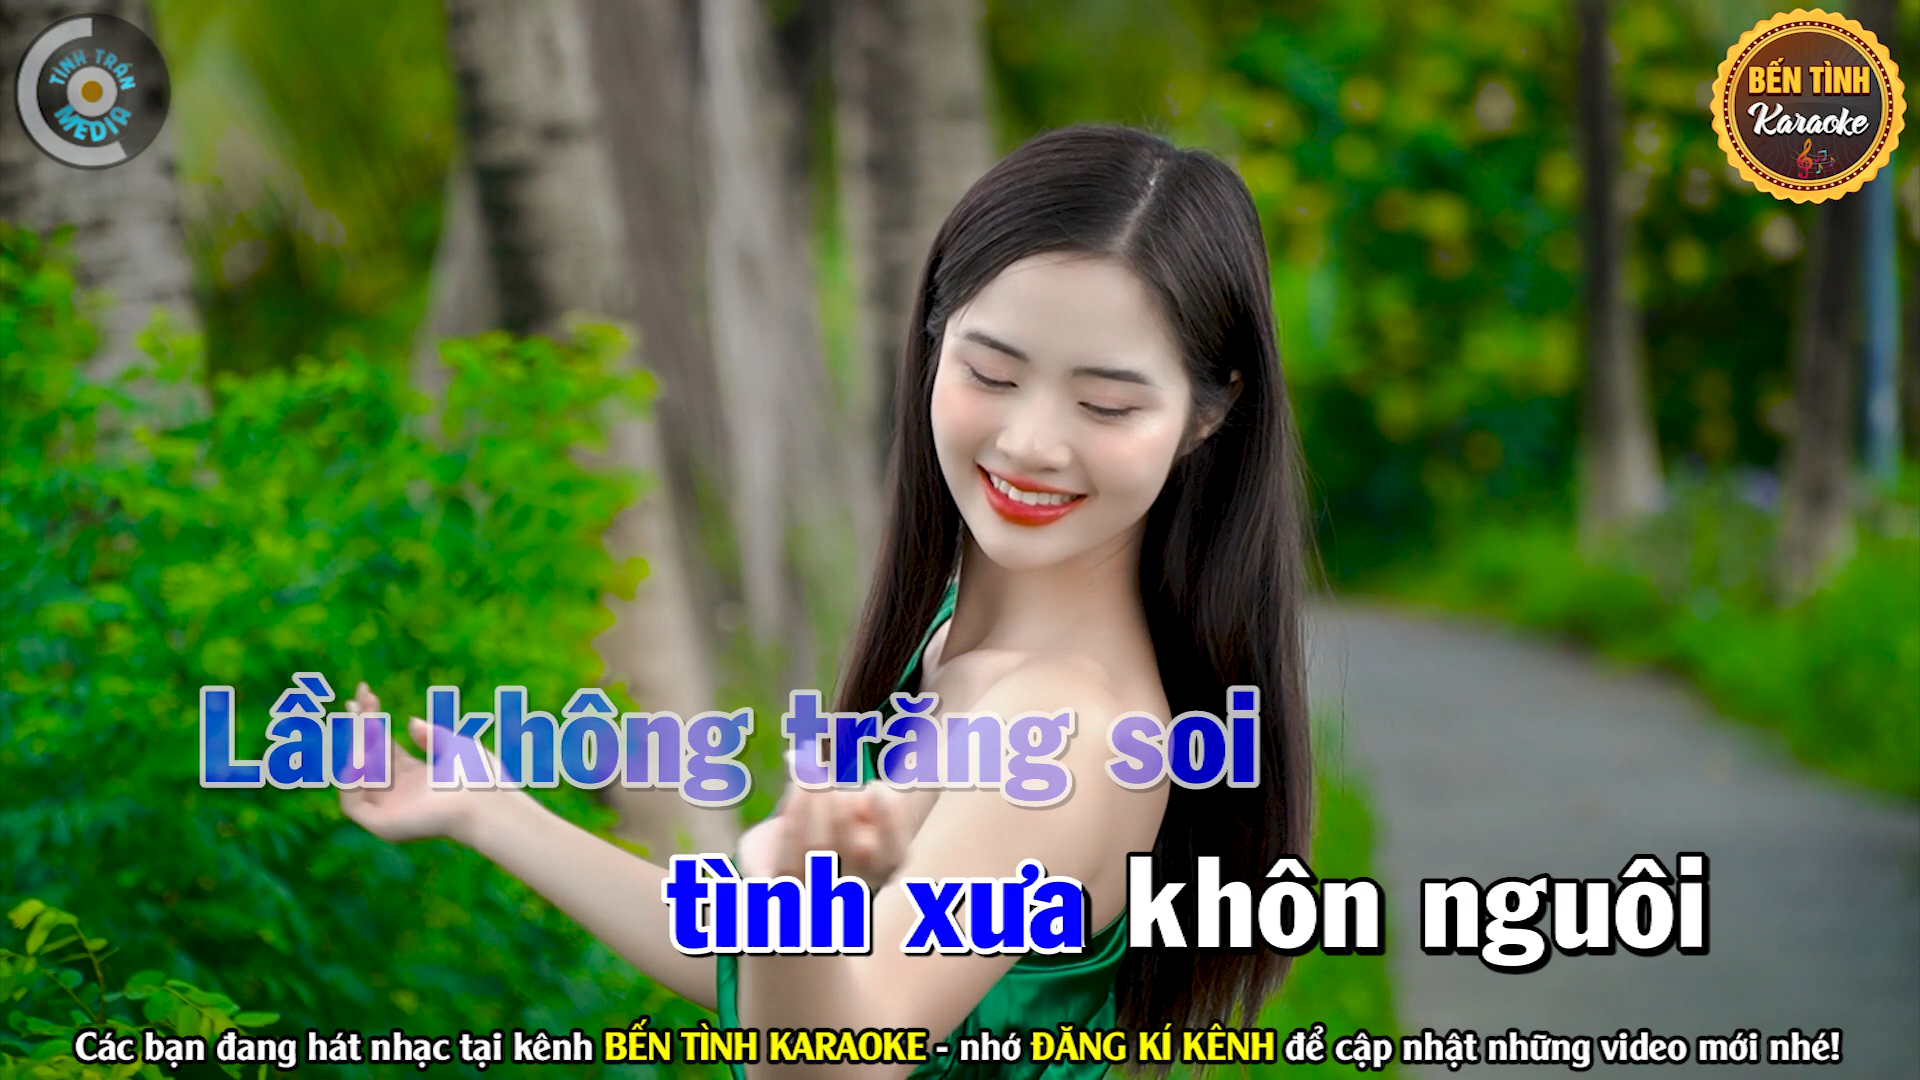 TÌNH TRẦN
MEDIA
BẾN TÌNH
Karaoke
Lầu không trăng soi
tình xưa khôn nguôi
Các bạn đang hát nhạc tại kênh BẾN TÌNH KARAOKE - nhớ ĐĂNG KÍ KÊNH để cập nhật những video mới nhé!